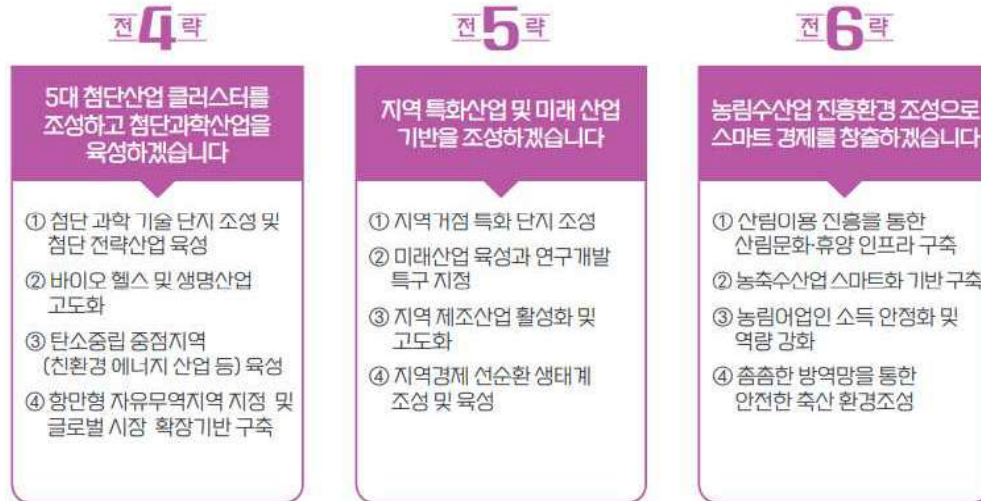 전4략
5대 첨단산업 클러스터를
조성하고 첨단과학산업을
육성하겠습니다
① 첨단 과학 기술 단지 조성 및
첨단 전략산업 육성
② 바이오 헬스 및 생명산업
고도화
③ 탄소중립 중점지역
(친환경 에너지 산업 등) 육성
④ 항만형 자유무역지역 지정 및
글로벌 시장 확장기반 구축
전5략
지역 특화산업 및 미래 산업
기반을 조성하겠습니다
① 지역거점 특화 단지 조성
② 미래산업 육성과 연구개발
특구 지정
③ 지역 제조산업 활성화 및
고도화
④ 지역경제 선순환 생태계
조성 및 육성
전6략
농림수산업 진흥환경 조성으로
스마트 경제를 창출하겠습니다
① 산림이용 진흥을 통한
산림문화·휴양 인프라 구축
② 농축수산업 스마트화 기반 구축
③ 농림어업인 소득 안정화 및
역량 강화
④ 촘촘한 방역망을 통한
안전한 축산 환경조성